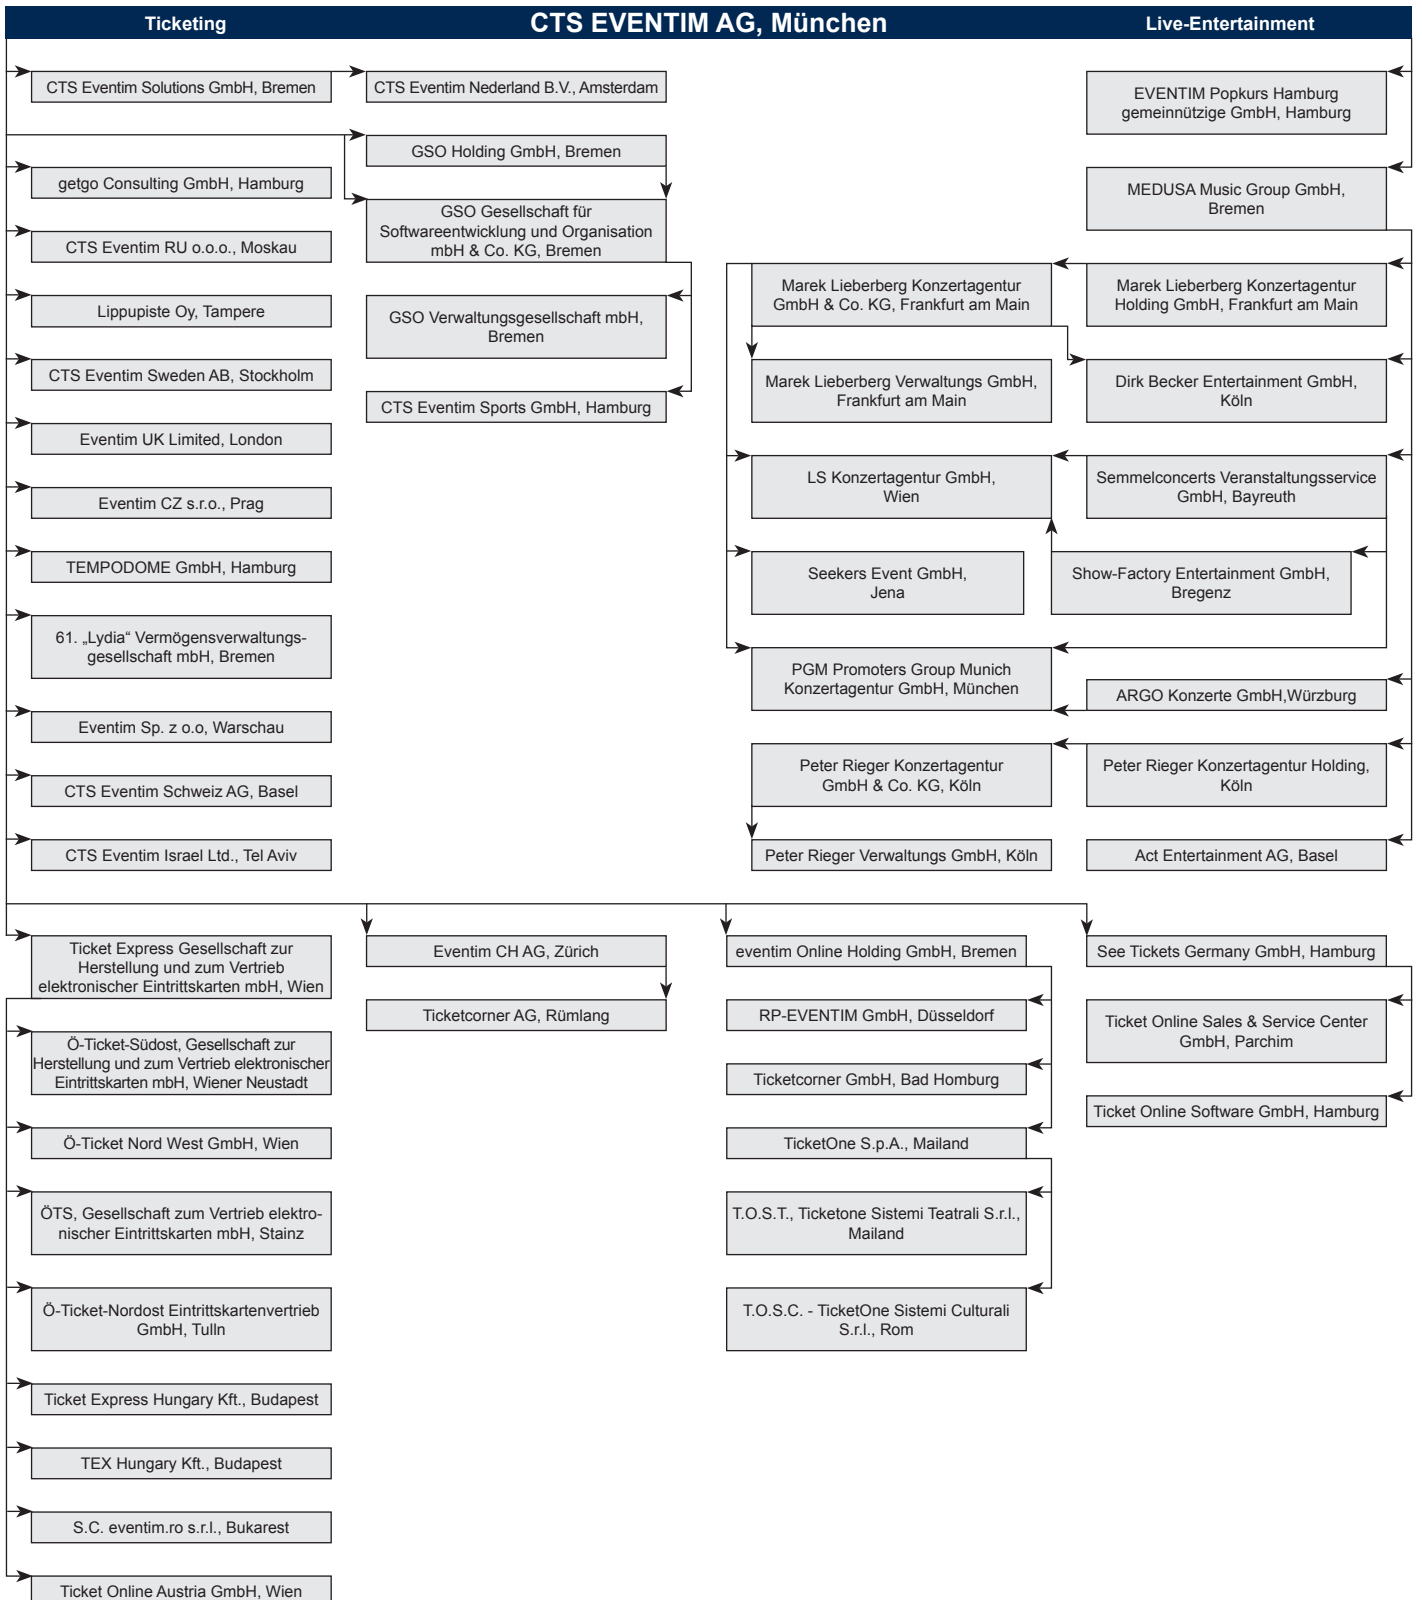 Ticketing
CTS EVENTIM AG, München
Live-Entertainment
CTS Eventim Solutions GmbH, Bremen
CTS Eventim Nederland B.V., Amsterdam
EVENTIM Popkurs Hamburg
gemeinnützige GmbH, Hamburg
GSO Holding GmbH, Bremen
getgo Consulting GmbH, Hamburg
MEDUSA Music Group GmbH,
Bremen
GSO Gesellschaft für
Softwareentwicklung und Organisation
mbH & Co. KG, Bremen
CTS Eventim RU o.o.o., Moskau
Marek Lieberberg Konzertagentur
GmbH & Co. KG, Frankfurt am Main
Marek Lieberberg Konzertagentur
Holding GmbH, Frankfurt am Main
Lippupiste Oy, Tampere
GSO Verwaltungsgesellschaft mbH,
Bremen
CTS Eventim Sweden AB, Stockholm
Marek Lieberberg Verwaltungs GmbH,
Frankfurt am Main
Dirk Becker Entertainment GmbH,
Köln
CTS Eventim Sports GmbH, Hamburg
Eventim UK Limited, London
LS Konzertagentur GmbH,
Wien
Semmelconcerts Veranstaltungsservice
GmbH, Bayreuth
Eventim CZ s.r.o., Prag
TEMPODOME GmbH, Hamburg
Seekers Event GmbH,
Jena
Show-Factory Entertainment GmbH,
Bregenz
61. „Lydia“ Vermögensverwaltungs-
gesellschaft mbH, Bremen
PGM Promoters Group Munich
Konzertagentur GmbH, München
ARGO Konzerte GmbH,Würzburg
Eventim Sp. z o.o, Warschau
Peter Rieger Konzertagentur
GmbH & Co. KG, Köln
Peter Rieger Konzertagentur Holding,
Köln
CTS Eventim Schweiz AG, Basel
CTS Eventim Israel Ltd., Tel Aviv
Peter Rieger Verwaltungs GmbH, Köln
Act Entertainment AG, Basel
Ticket Express Gesellschaft zur
Herstellung und zum Vertrieb
elektronischer Eintrittskarten mbH, Wien
Eventim CH AG, Zürich
eventim Online Holding GmbH, Bremen
See Tickets Germany GmbH, Hamburg
Ticketcorner AG, Rümlang
RP-EVENTIM GmbH, Düsseldorf
Ticket Online Sales & Service Center
GmbH, Parchim
Ö-Ticket-Südost, Gesellschaft zur
Herstellung und zum Vertrieb elektronischer
Eintrittskarten mbH, Wiener Neustadt
Ticketcorner GmbH, Bad Homburg
Ticket Online Software GmbH, Hamburg
Ö-Ticket Nord West GmbH, Wien
TicketOne S.p.A., Mailand
ÖTS, Gesellschaft zum Vertrieb elektro-
nischer Eintrittskarten mbH, Stainz
T.O.S.T., Ticketone Sistemi Teatrali S.r.l.,
Mailand
Ö-Ticket-Nordost Eintrittskartenvertrieb
GmbH, Tulln
T.O.S.C. - TicketOne Sistemi Culturali
S.r.l., Rom
Ticket Express Hungary Kft., Budapest
TEX Hungary Kft., Budapest
S.C. eventim.ro s.r.l., Bukarest
Ticket Online Austria GmbH, Wien